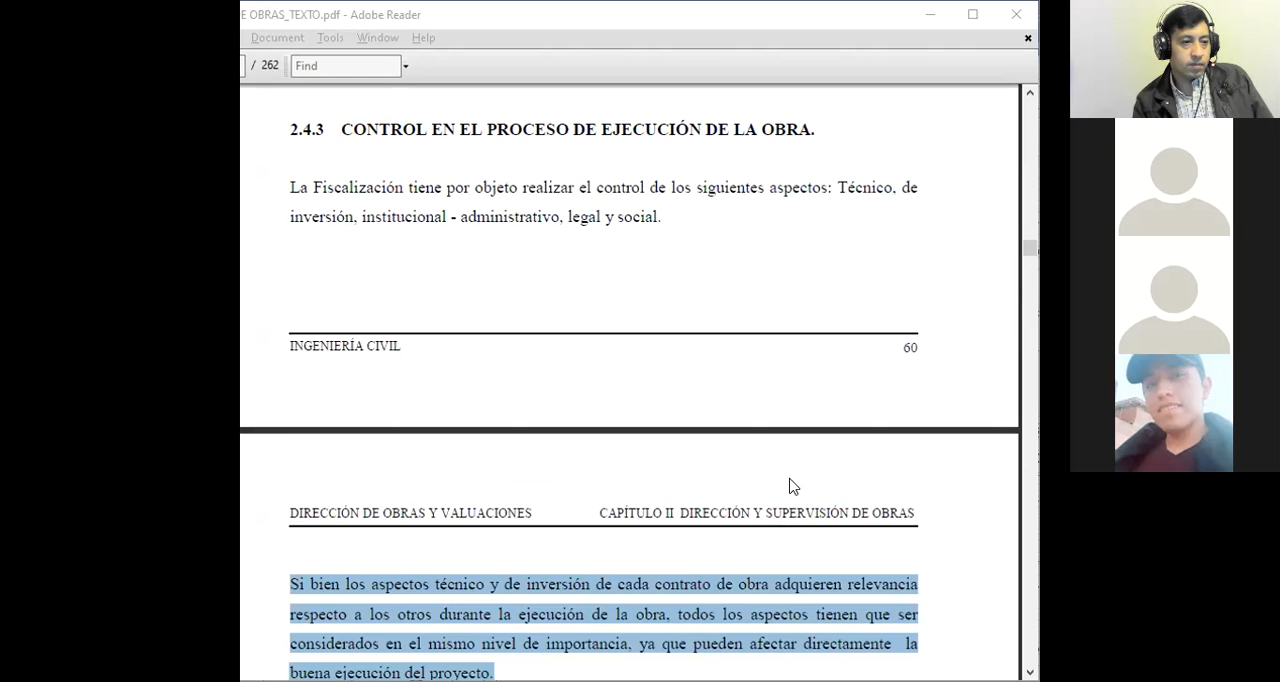 E OBRAS_TEXTO.pdf - Adobe Reader
Document Tools Window Help
/ 262 Find
2.4.3 CONTROL EN EL PROCESO DE EJECUCIÓN DE LA OBRA.
La Fiscalización tiene por objeto realizar el control de los siguientes aspectos: Técnico, de
inversión, institucional - administrativo, legal y social.
INGENIERÍA CIVIL 60
DIRECCIÓN DE OBRAS Y VALUACIONES CAPÍTULO II DIRECCIÓN Y SUPERVISIÓN DE OBRAS
Si bien los aspectos técnico y de inversión de cada contrato de obra adquieren relevancia
respecto a los otros durante la ejecución de la obra, todos los aspectos tienen que ser
considerados en el mismo nivel de importancia, ya que pueden afectar directamente la
buena ejecución del proyecto.